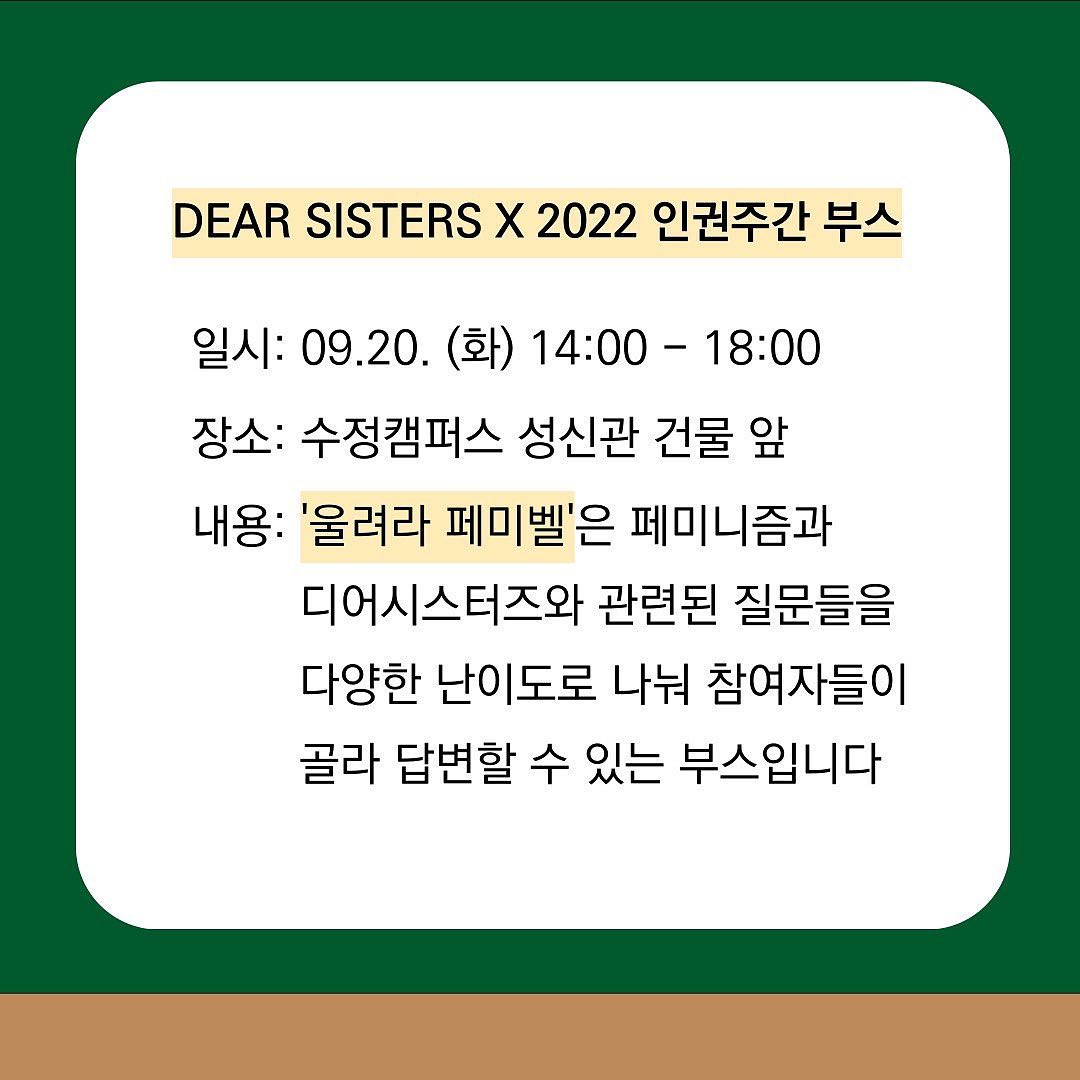 DEAR SISTERS X 2022 인권주간 부스
일시: 09.20. (화) 14:00 - 18:00
장소: 수정캠퍼스 성신관 건물 앞
내용: '울려라 페미벨'은 페미니즘과
디어시스터즈와 관련된 질문들을
다양한 난이도로 나눠 참여자들이
골라 답변할 수 있는 부스입니다